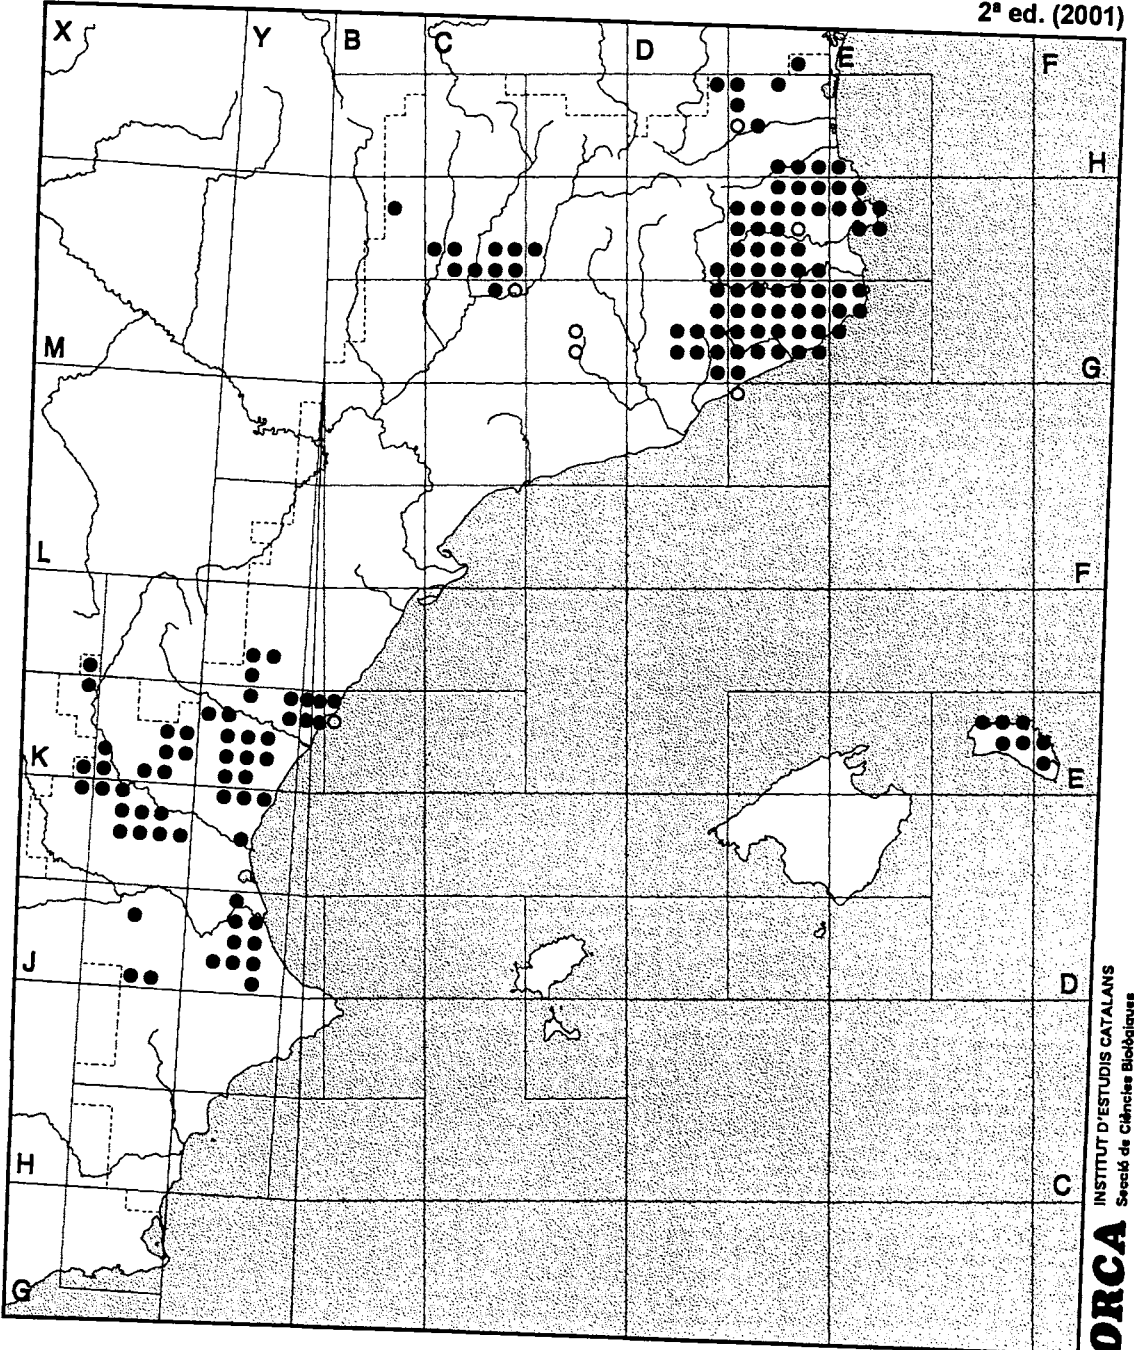 2ª ed. (2001)
X
Y
B
C
D
E
F
H
M
G
L
F
K
E
J
D
H
C
G
ORCA
INSTITUT D'ESTUDIS CATALANS
Secció de Ciències Biològiques